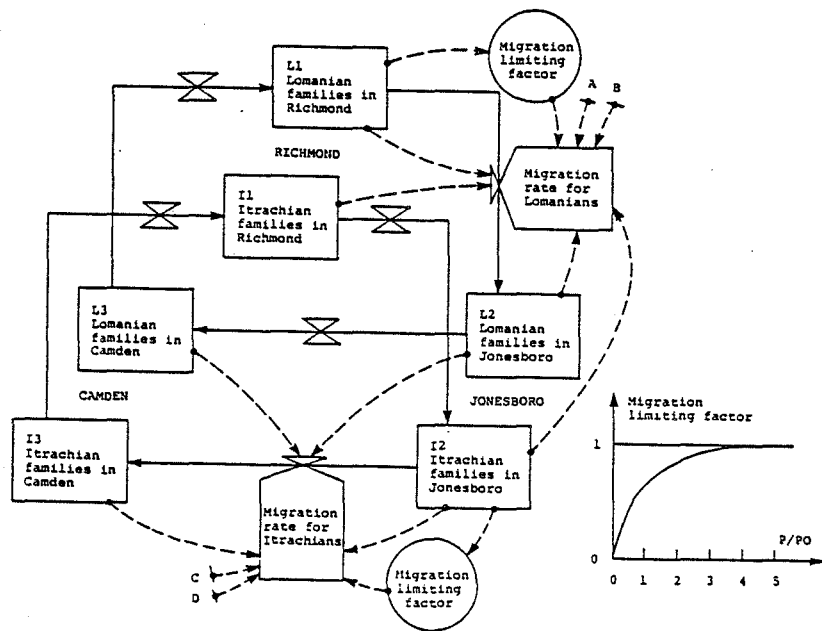 L1
Lomanian
families in
Richmond
Migration
limiting
factor
A
B
RICHMOND
Migration
rate for
Lomanians
I1
Itrachian
families in
Richmond
L3
Lomanian
families in
Camden
L2
Lomanian
families in
Jonesboro
CAMDEN
JONESBORO
I3
Itrachian
families in
Camden
I2
Itrachian
families in
Jonesboro
Migration
rate for
Itrachians
C
D
Migration
limiting
factor
Migration
limiting factor
1
0
P/PO
0 1 2 3 4 5